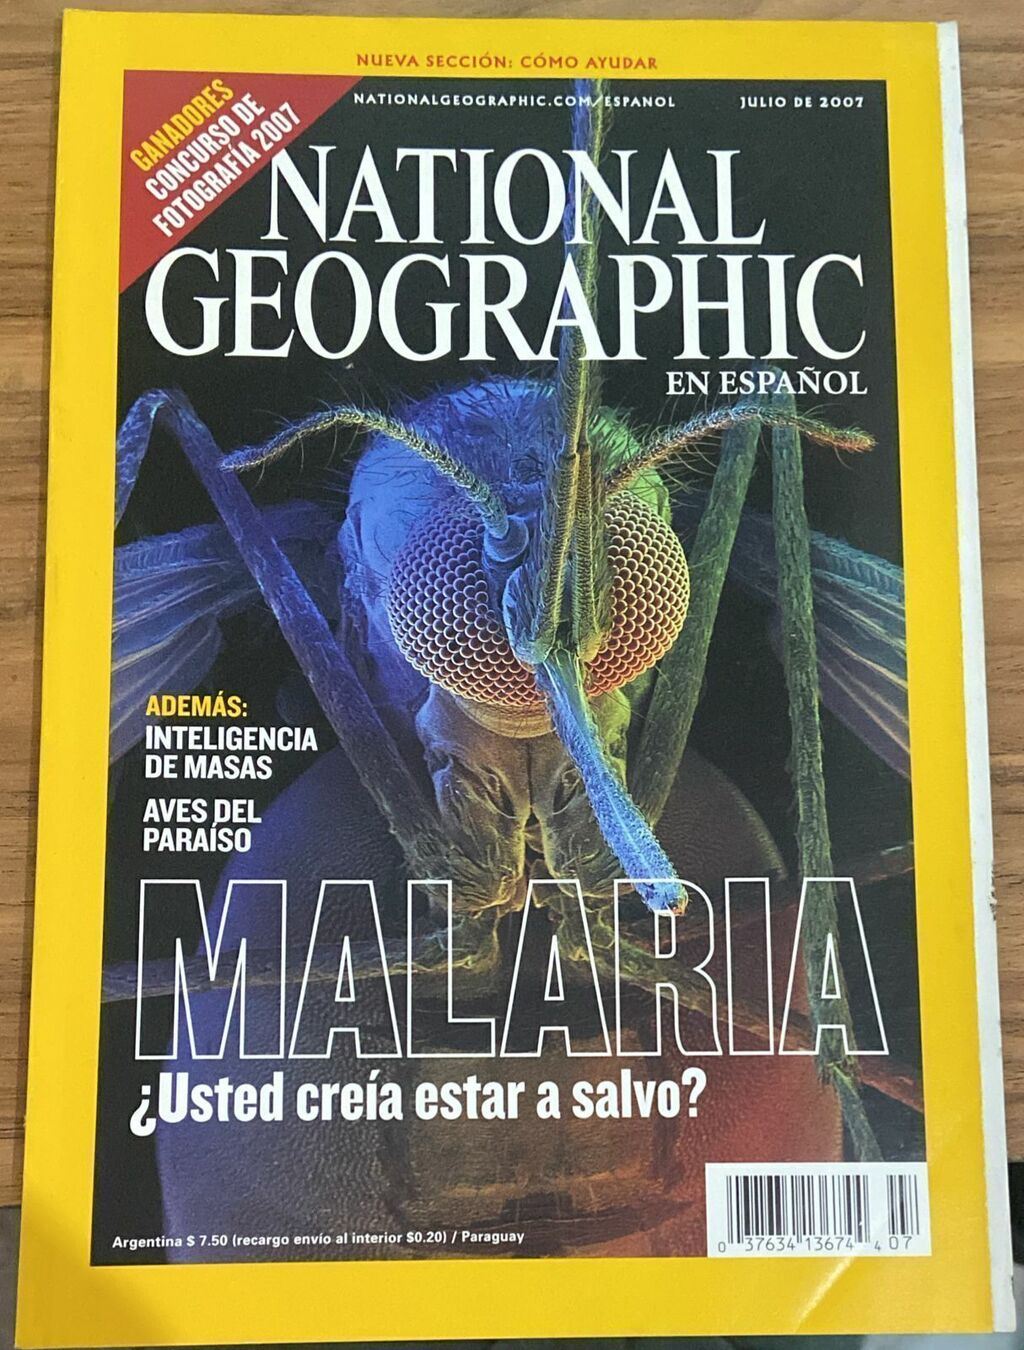 NUEVA SECCIÓN: CÓMO AYUDAR
NATIONALGEOGRAPHIC.COM/ESPANOL
JULIO DE 2007
GANADORES
CONCURSO DE
FOTOGRAFÍA 2007
NATIONAL
GEOGRAPHIC
EN ESPAÑOL
ADEMÁS:
INTELIGENCIA
DE MASAS
AVES DEL
PARAÍSO
MALARIA
¿Usted creía estar a salvo?
Argentina $ 7.50 (recargo envío al interior $0.20) / Paraguay
0 37634 13674 4 07